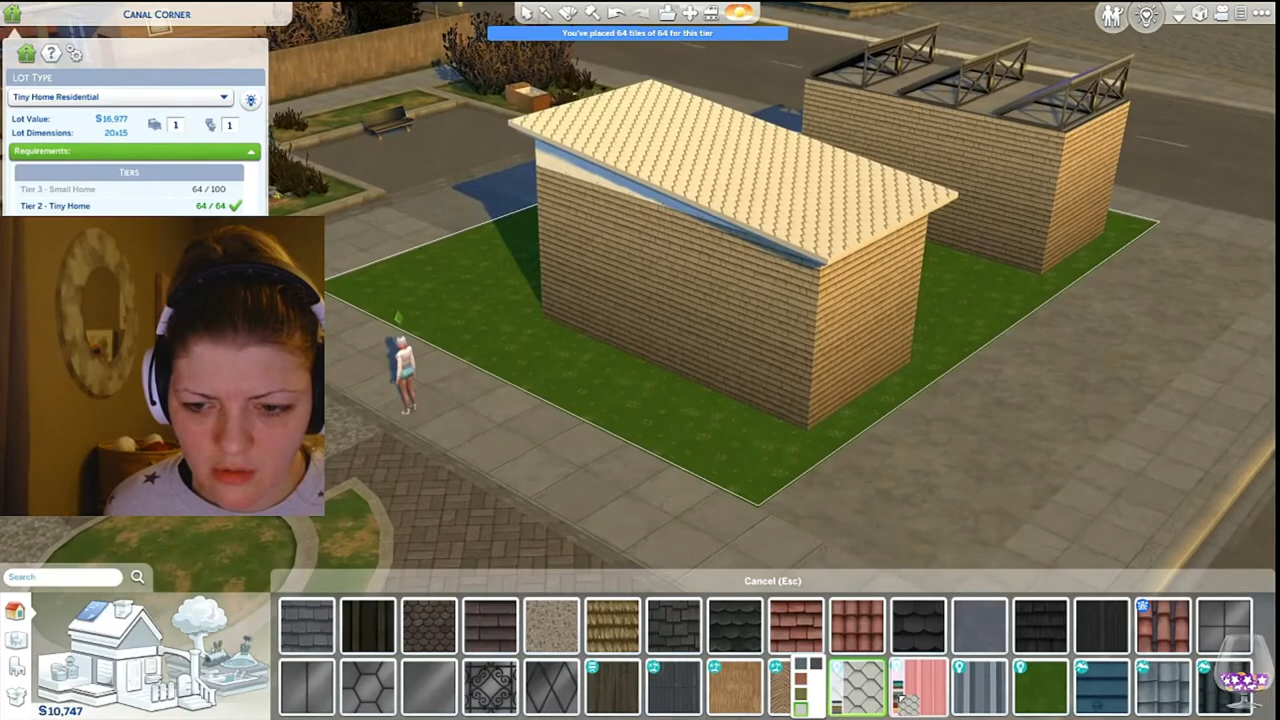 CANAL CORNER
You've placed 64 tiles of 64 for this tier
LOT TYPE
Tiny Home Residential
Lot Value: §16,977
1
1
Lot Dimensions: 20x15
Requirements:
TIERS
Tier 3 - Small Home 64 / 100
Tier 2 - Tiny Home 64 / 64
Search
Cancel (Esc)
§10,747